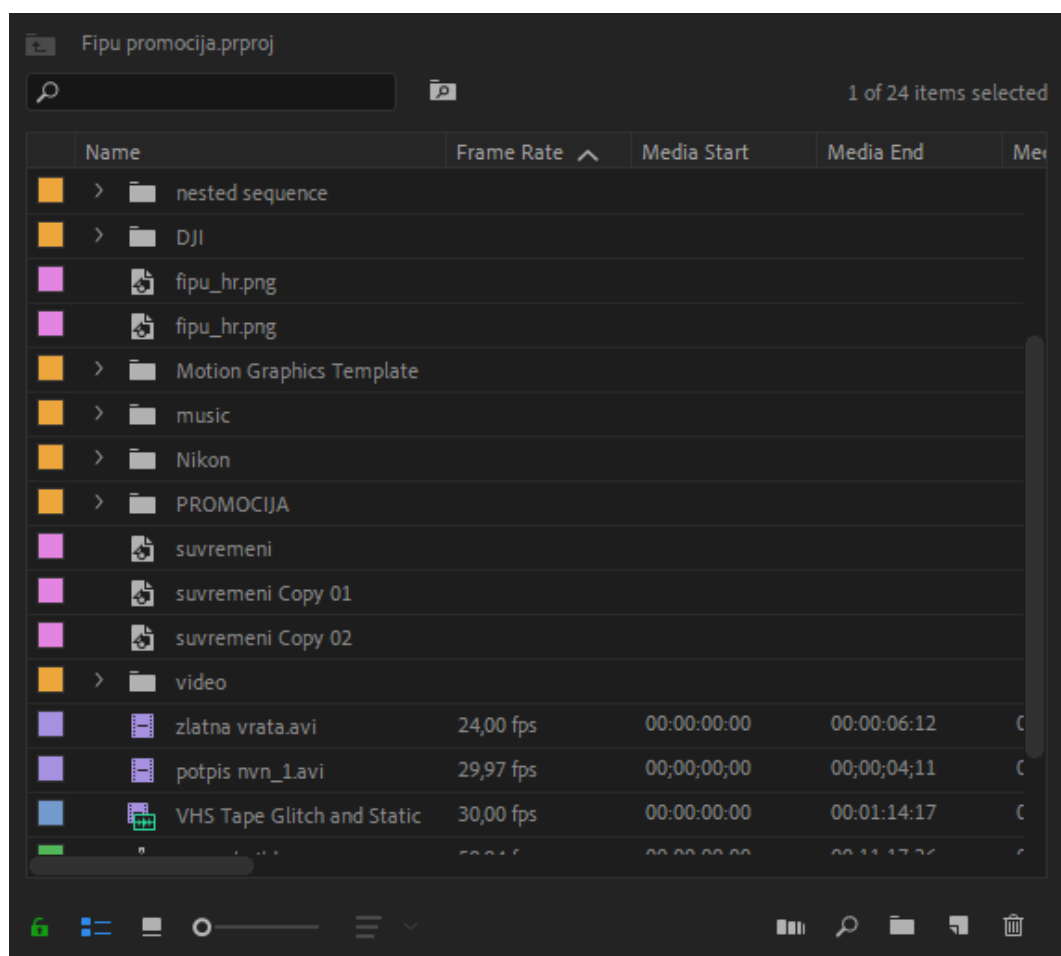 Fipu promocija.prproj
1 of 24 items selected
Name Frame Rate Media Start Media End
nested sequence
DJI
fipu_hr.png
fipu_hr.png
Motion Graphics Template
music
Nikon
PROMOCIJA
suvremeni
suvremeni Copy 01
suvremeni Copy 02
video
zlatna vrata.avi 24,00 fps 00:00:00:00 00:00:06:12
potpis nvn_1.avi 29,97 fps 00;00;00;00 00;00;04;11
VHS Tape Glitch and Static 30,00 fps 00:00:00:00 00:01:14:17